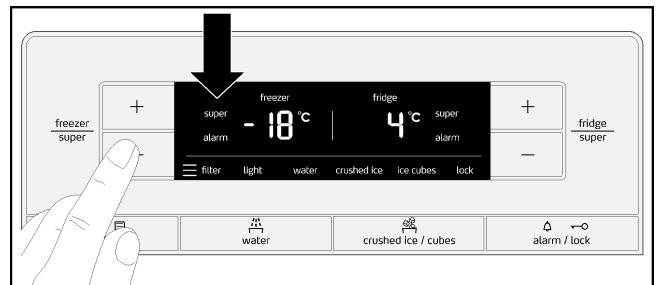 freezer
super
+
super
alarm
freezer
-18°C
fridge
4°C
super
alarm
+
−
fridge
super
filter light water crushed ice ice cubes lock
water
crushed ice / cubes
alarm / lock